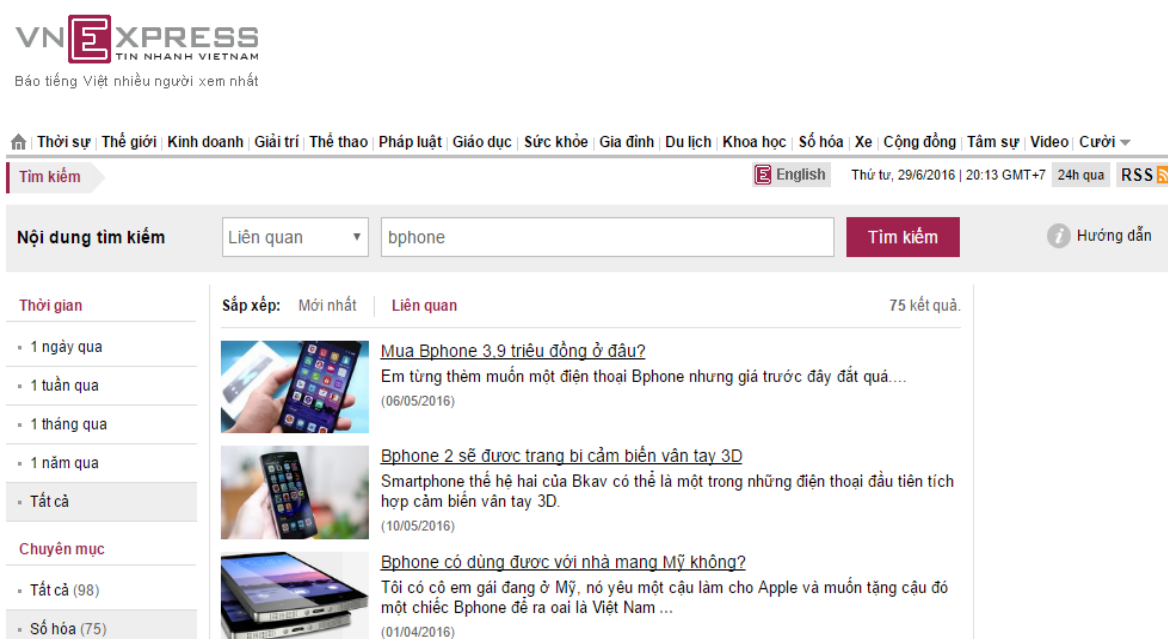 VN EXPRESS
TIN NHANH VIETNAM
Báo tiếng Việt nhiều người xem nhất
Thời sự Thế giới Kinh doanh Giải trí Thể thao Pháp luật Giáo dục Sức khỏe Gia đình Du lịch Khoa học Số hóa Xe Cộng đồng Tâm sự Video Cười
Tìm kiếm
E English Thứ tư, 29/6/2016 | 20:13 GMT+7 24h qua RSS
Nội dung tìm kiếm Liên quan bphone Tìm kiếm i Hướng dẫn
Thời gian
1 ngày qua
1 tuần qua
1 tháng qua
1 năm qua
Tất cả
Chuyên mục
Tất cả (98)
Số hóa (75)
Sắp xếp: Mới nhất Liên quan 75 kết quả.
Mua Bphone 3.9 triệu đồng ở đâu?
Em từng thèm muốn một điện thoại Bphone nhưng giá trước đây đắt quá....
(06/05/2016)
Bphone 2 sẽ được trang bị cảm biến vân tay 3D
Smartphone thế hệ hai của Bkav có thể là một trong những điện thoại đầu tiên tích
hợp cảm biến vân tay 3D.
(10/05/2016)
Bphone có dùng được với nhà mạng Mỹ không?
Tôi có cô em gái đang ở Mỹ, nó yêu một cậu làm cho Apple và muốn tặng cậu đó
một chiếc Bphone để ra oai là Việt Nam ...
(01/04/2016)